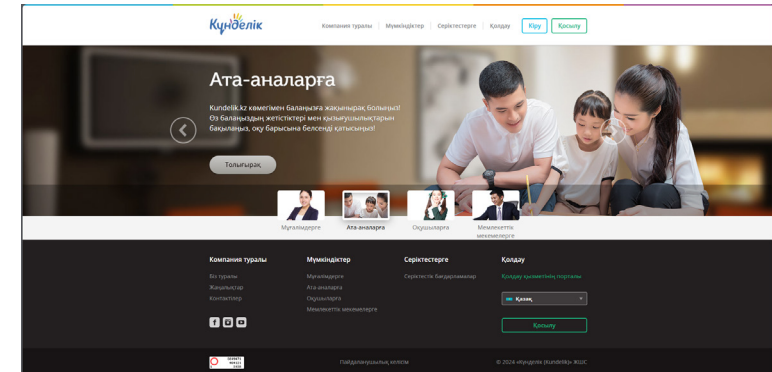 Күнделік
Компания туралы
Мүмкіндіктер
Серіктестерге
Қолдау
Кіру
Қосылу
Ата-аналарға
Kundelik.kz көмегімен балаңызға жақынырақ болыңыз!
Өз балаңыздың жетістіктері мен қызығушылықтарын
бақылаңыз, оқу барысына белсенді қатысыңыз!
Толығырақ
Мұғалімдерге
Ата-аналарға
Оқушыларға
Мемлекеттік
мекемелерге
Компания туралы
Біз туралы
Жаңалықтар
Контактілер
Мүмкіндіктер
Мұғалімдерге
Ата-аналарға
Оқушыларға
Мемлекеттік мекемелерге
Серіктестерге
Серіктестік бағдарламалар
Қолдау
Қолдау қызметінің порталы
Қазақ
Қосылу
Пайдаланушылық келісім
© 2024 «Күнделік (Kundelik)» ЖШС